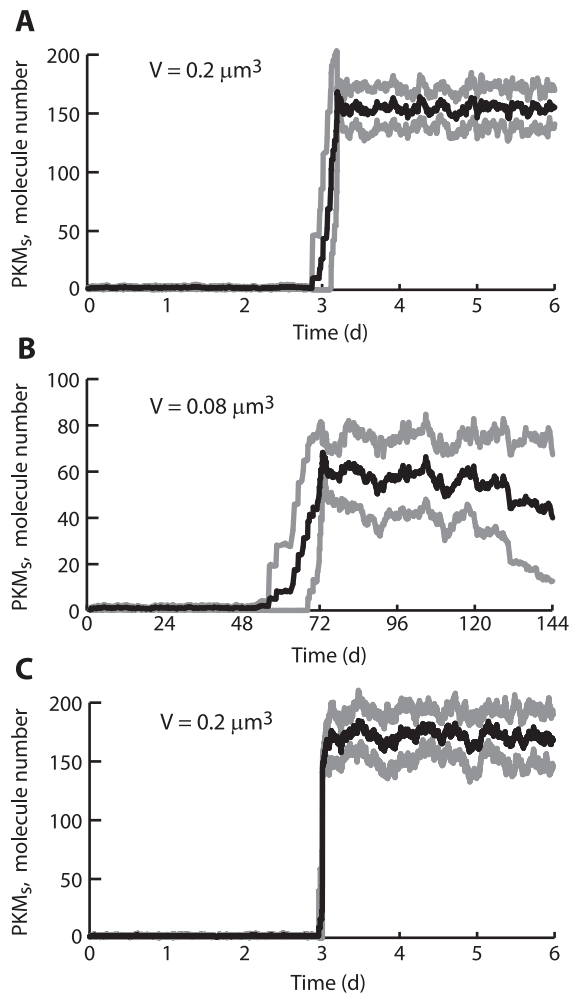 A
PKMs, molecule number
V = 0.2 μm3
200
150
100
50
0
0 1 2 3 4 5 6
Time (d)
B
PKMs, molecule number
V = 0.08 μm3
100
80
60
40
20
0
0 24 48 72 96 120 144
Time (d)
C
PKMs, molecule number
V = 0.2 μm3
200
150
100
50
0
0 1 2 3 4 5 6
Time (d)